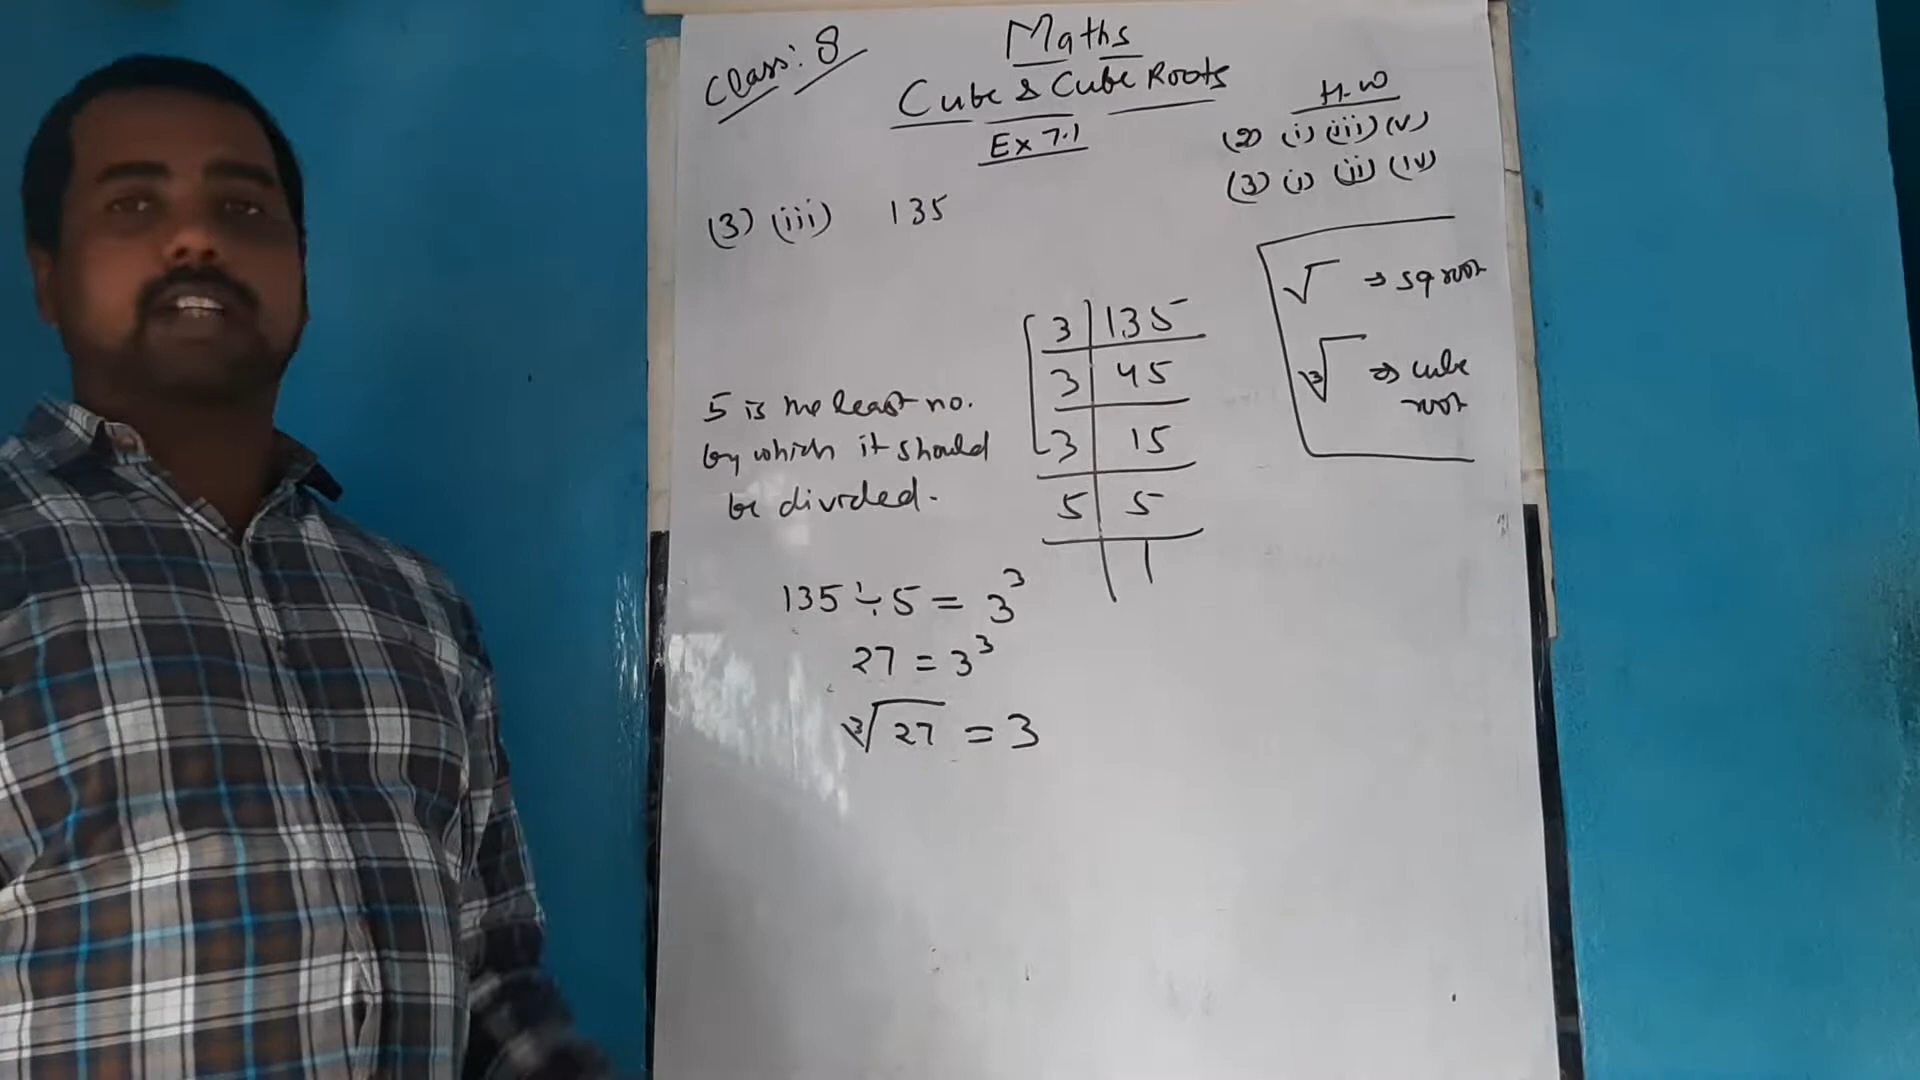 Class: 8
Maths
Cube & Cube Roots
Ex 7.1
H.W
(2) (i) (iii) (v)
(3) (i) (ii) (iv)
(3) (iii) 135
√ ⇒ sq root
∛ ⇒ cube
root
3 | 135
3 | 45
3 | 15
5 | 5
| 1
5 is the least no.
by which it should
be divided.
135 ÷ 5 = 3³
27 = 3³
∛27 = 3